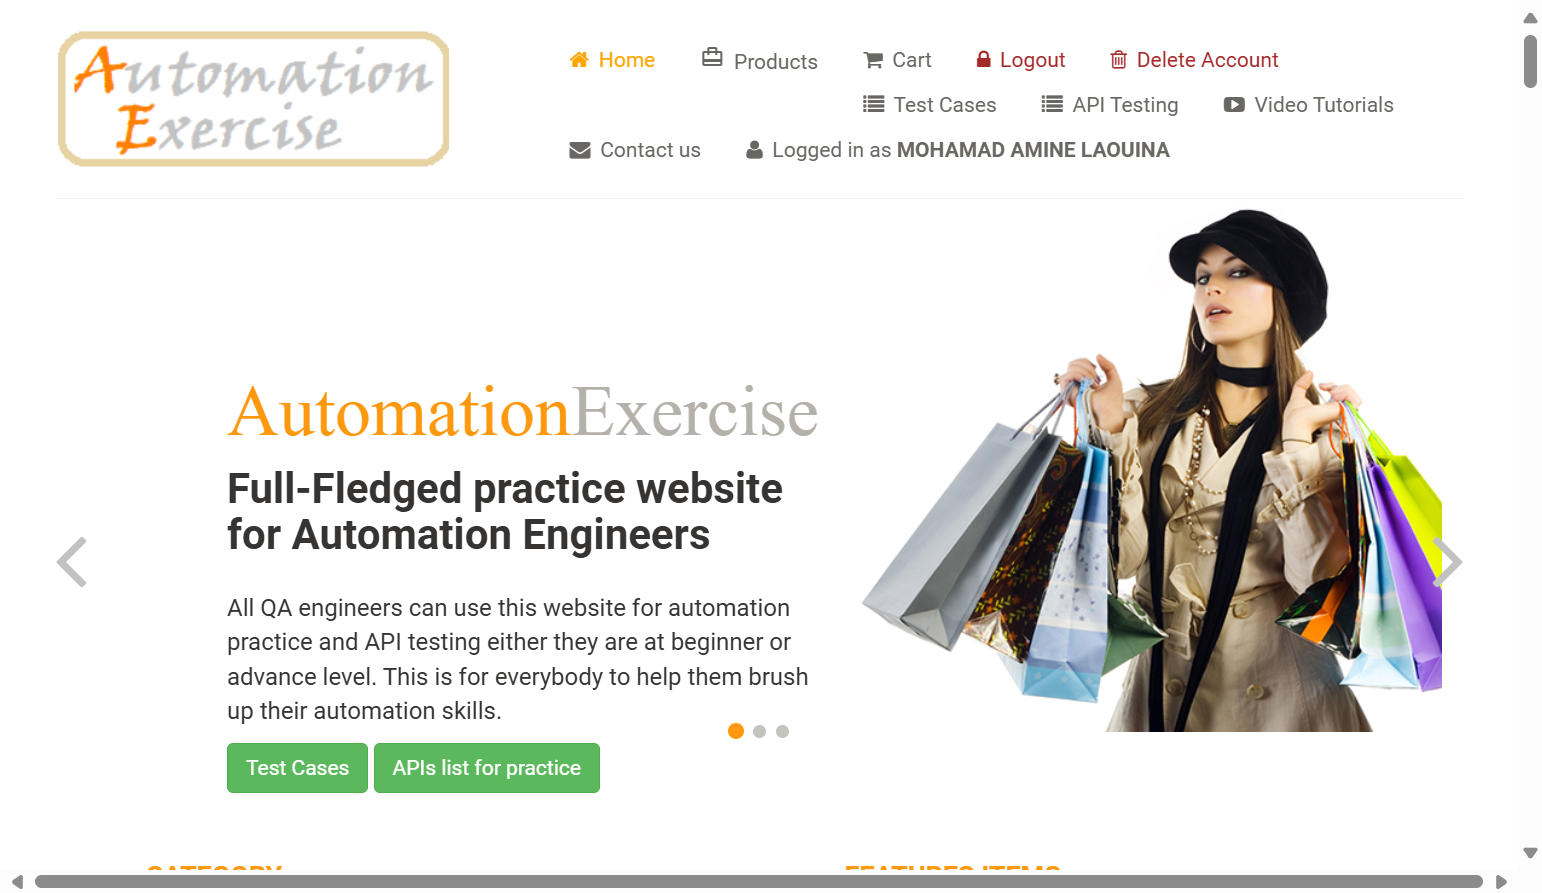 Automation
Exercise
Home Products Cart Logout Delete Account
Test Cases API Testing Video Tutorials
Contact us Logged in as MOHAMAD AMINE LAOUINA
AutomationExercise
Full-Fledged practice website
for Automation Engineers
All QA engineers can use this website for automation
practice and API testing either they are at beginner or
advance level. This is for everybody to help them brush
up their automation skills.
Test Cases APIs list for practice
CATEGORY FEATURES ITEMS